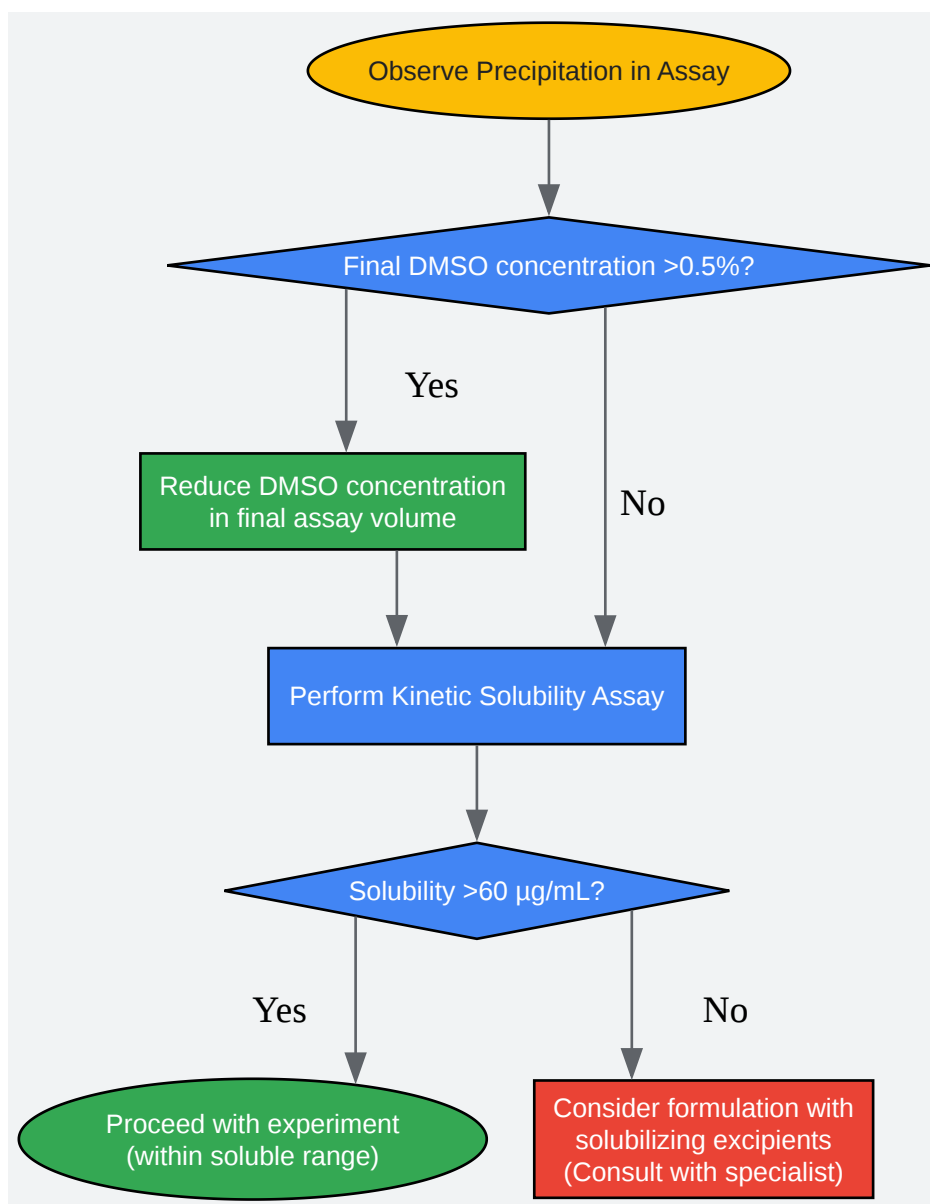 Observe Precipitation in Assay
Final DMSO concentration >0.5%?
Yes
Reduce DMSO concentration
in final assay volume
No
Perform Kinetic Solubility Assay
Solubility >60 µg/mL?
Yes
No
Proceed with experiment
(within soluble range)
Consider formulation with
solubilizing excipients
(Consult with specialist)